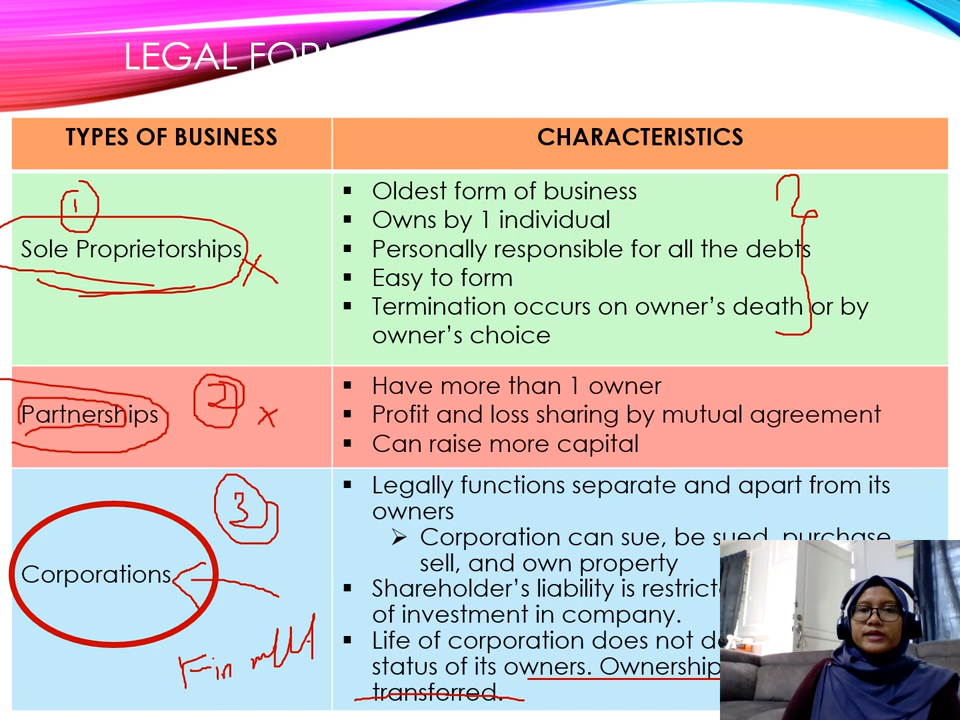 LEGAL FOR
TYPES OF BUSINESS
CHARACTERISTICS
1
Sole Proprietorships
▪ Oldest form of business
▪ Owns by 1 individual
▪ Personally responsible for all the debts
▪ Easy to form
▪ Termination occurs on owner's death or by
owner's choice
Partnerships
2
x
▪ Have more than 1 owner
▪ Profit and loss sharing by mutual agreement
▪ Can raise more capital
3
Corporations
Fin
▪ Legally functions separate and apart from its
owners
➢ Corporation can sue, be sued, purchase
sell, and own property
▪ Shareholder's liability is
of investment in company.
▪ Life of corporation does not
status of its owners. Ownership
transferred.